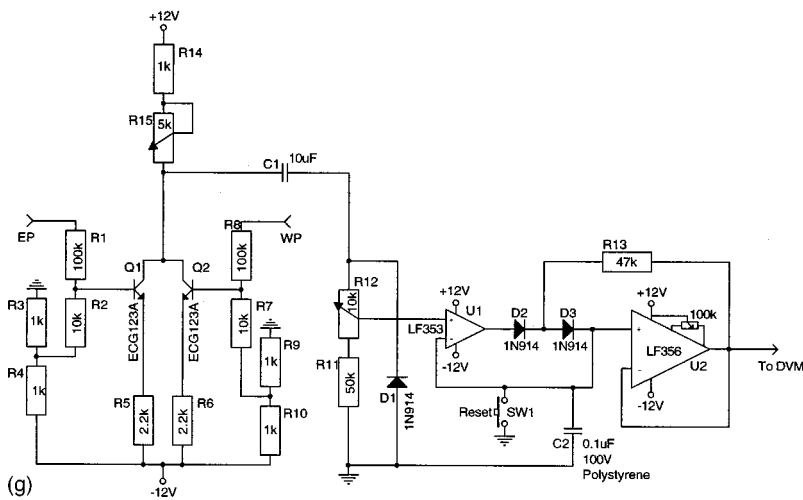 +12V
R14
1k
R15
5k
C1
10uF
EP
R1
100k
R8
WP
100k
Q1
Q2
R3
1k
R2
10k
ECG123A
ECG123A
R7
10k
R9
1k
R4
1k
R5
2.2k
R6
2.2k
R10
1k
-12V
R12
10k
R11
50k
D1
1N914
+12V
U1
LF353
+
-
-12V
D2
1N914
D3
1N914
R13
47k
+12V
100k
+
LF356
-
U2
-12V
To DVM
Reset
SW1
C2
0.1uF
100V
Polystyrene
(g)